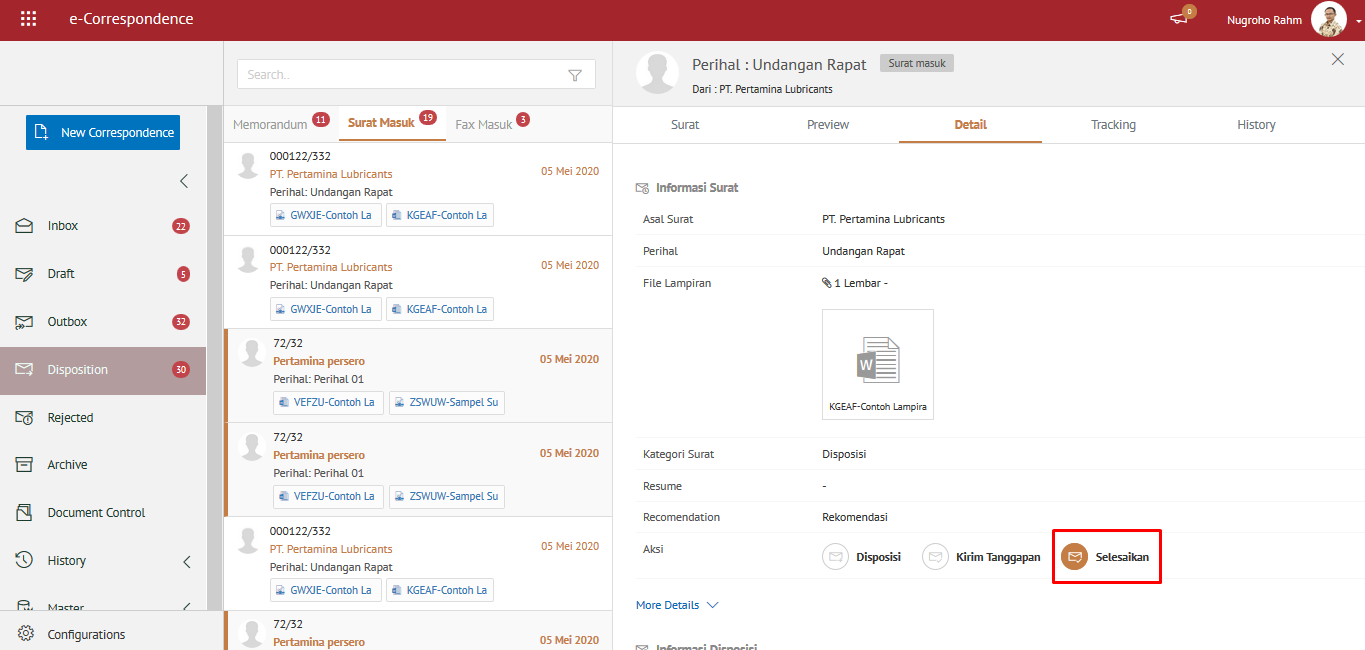 e-Correspondence
0
Nugroho Rahm
Search..
Perihal : Undangan Rapat
Surat masuk
Dari : PT. Pertamina Lubricants
New Correspondence
Inbox 22
Draft 5
Outbox 32
Disposition 30
Rejected
Archive
Document Control
History
Master
Configurations
Memorandum 11
Surat Masuk 19
Fax Masuk 3
000122/332
PT. Pertamina Lubricants
05 Mei 2020
Perihal: Undangan Rapat
GWXJE-Contoh La
KGEAF-Contoh La
000122/332
PT. Pertamina Lubricants
05 Mei 2020
Perihal: Undangan Rapat
GWXJE-Contoh La
KGEAF-Contoh La
72/32
Pertamina persero
05 Mei 2020
Perihal: Perihal 01
VEFZU-Contoh La
ZSWUW-Sampel Su
72/32
Pertamina persero
05 Mei 2020
Perihal: Perihal 01
VEFZU-Contoh La
ZSWUW-Sampel Su
000122/332
PT. Pertamina Lubricants
05 Mei 2020
Perihal: Undangan Rapat
GWXJE-Contoh La
KGEAF-Contoh La
72/32
Pertamina persero
05 Mei 2020
Surat
Preview
Detail
Tracking
History
Informasi Surat
Asal Surat PT. Pertamina Lubricants
Perihal Undangan Rapat
File Lampiran 1 Lembar -
W
KGEAF-Contoh Lampira
Kategori Surat Disposisi
Resume -
Recomendation Rekomendasi
Aksi Disposisi Kirim Tanggapan Selesaikan
More Details
Informasi Disposisi